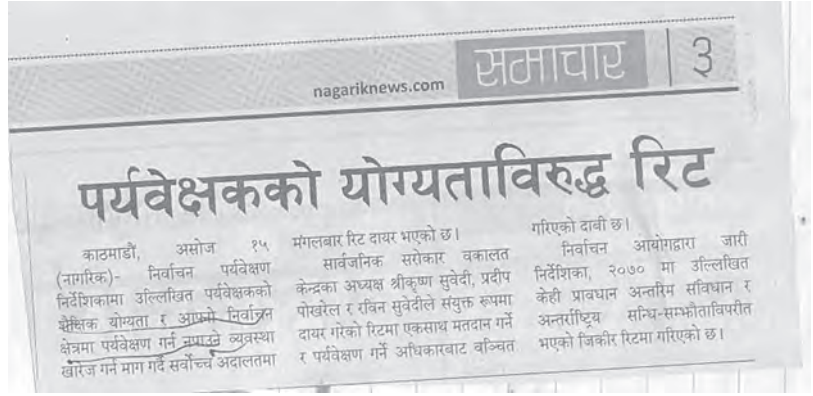 nagariknews.com समाचार ३
पर्यवेक्षकको योग्यताविरुद्ध रिट
काठमाडौं, असोज १५
(नागरिक)- निर्वाचन पर्यवेक्षण
निर्देशिकामा उल्लिखित पर्यवेक्षकको
शैक्षिक योग्यता र आफ्नो निर्वाचन
क्षेत्रमा पर्यवेक्षण गर्न नपाउने व्यवस्था
खारेज गर्न माग गर्दै सर्वोच्च अदालतमा
मंगलबार रिट दायर भएको छ।
सार्वजनिक सरोकार वकालत
केन्द्रका अध्यक्ष श्रीकृष्ण सुवेदी, प्रदीप
पोखरेल र रविन सुवेदीले संयुक्त रूपमा
दायर गरेको रिटमा एकसाथ मतदान गर्ने
र पर्यवेक्षण गर्ने अधिकारबाट वञ्चित
गरिएको दाबी छ।
निर्वाचन आयोगद्वारा जारी
निर्देशिका, २०७० मा उल्लिखित
केही प्रावधान अन्तरिम संविधान र
अन्तर्राष्ट्रिय सन्धि-सम्झौताविपरीत
भएको जिकीर रिटमा गरिएको छ।